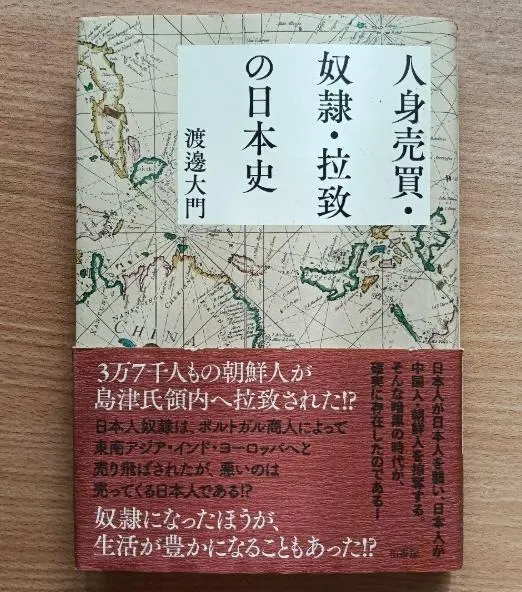 人身売買・
奴隷・拉致
の日本史
渡邊大門
CHINA
3万7千人もの朝鮮人が
島津氏領内へ拉致された!?
日本人奴隷は、ポルトガル商人によって
東南アジア・インド・ヨーロッパへと
売り飛ばされたが、悪いのは
売ってくる日本人である!?
奴隷になったほうが、
生活が豊かになることもあった!?
日本人が日本人を襲い、日本人が
中国人・朝鮮人を掠奪する。
そんな暗黒の時代が、
確実に存在したのである!